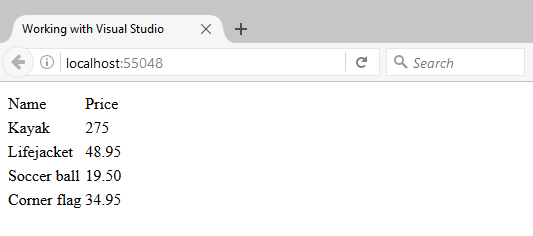 Working with Visual Studio
localhost:55048
Search
Name Price
Kayak 275
Lifejacket 48.95
Soccer ball 19.50
Corner flag 34.95